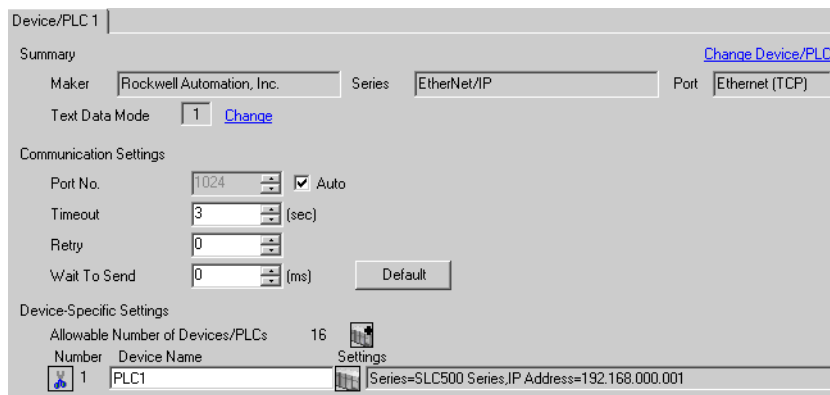 Device/PLC 1
Summary
Change Device/PLC
Maker Rockwell Automation, Inc. Series EtherNet/IP Port Ethernet (TCP)
Text Data Mode 1 Change
Communication Settings
Port No. 1024 Auto
Timeout 3 (sec)
Retry 0
Wait To Send 0 (ms) Default
Device-Specific Settings
Allowable Number of Devices/PLCs 16
Number Device Name Settings
1 PLC1 Series=SLC500 Series,IP Address=192.168.000.001